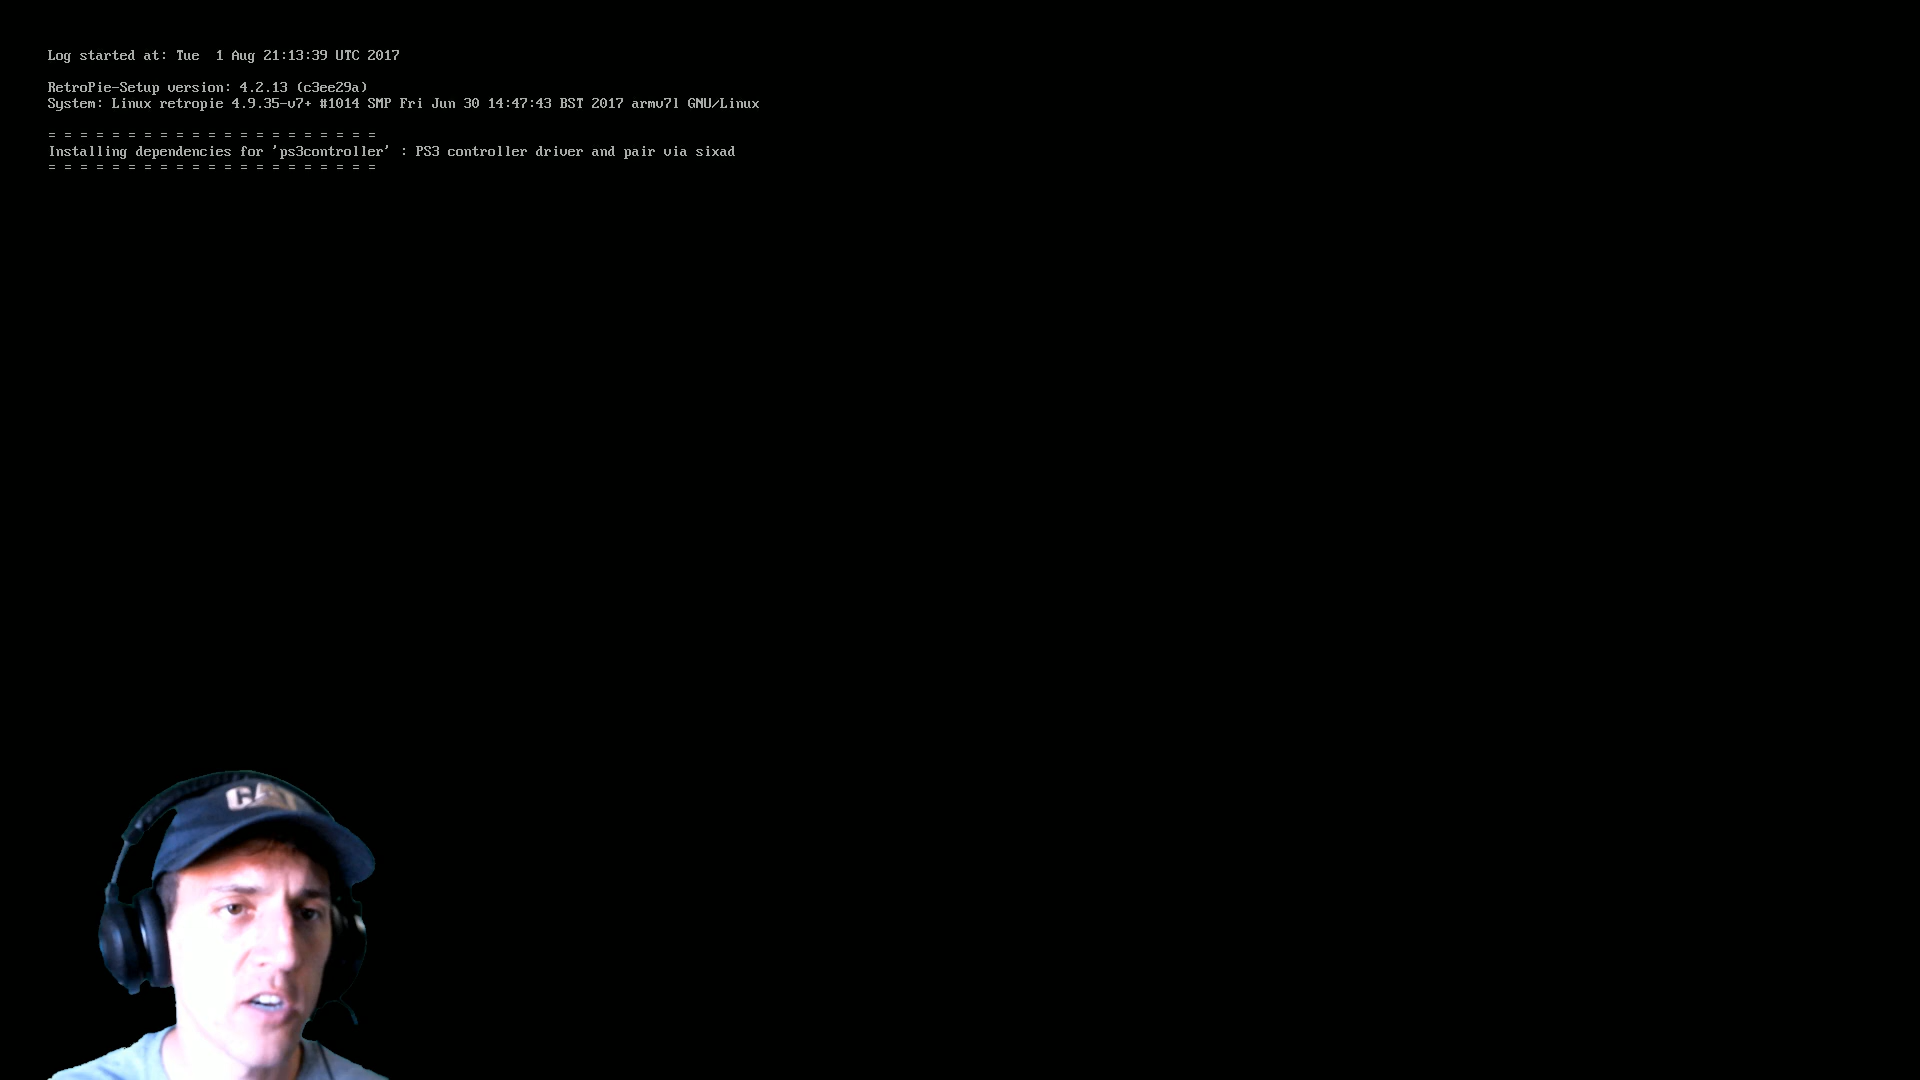 Log started at: Tue  1 Aug 21:13:39 UTC 2017
RetroPie-Setup version: 4.2.13 (c3ee29a)
System: Linux retropie 4.9.35-v7+ #1014 SMP Fri Jun 30 14:47:43 BST 2017 armv7l GNU/Linux
= = = = = = = = = = = = = = = = = = = = =
Installing dependencies for 'ps3controller' : PS3 controller driver and pair via sixad
= = = = = = = = = = = = = = = = = = = = =
CAT